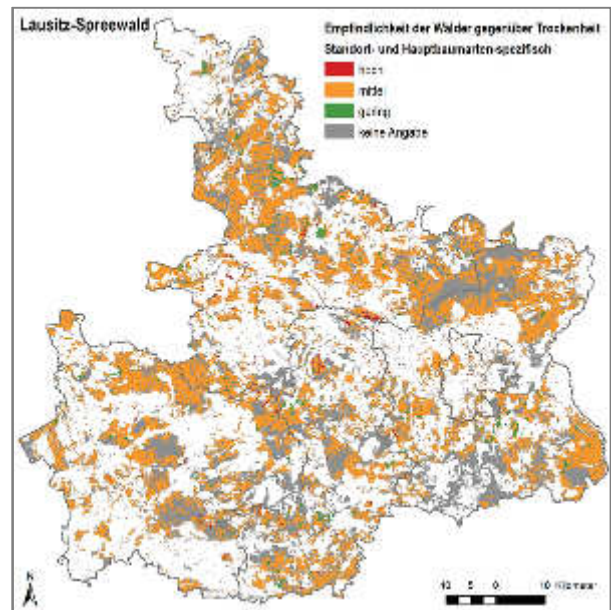 Lausitz-Spreewald
Empfindlichkeit der Wälder gegenüber Trockenheit
Standort- und Hauptbaumarten-spezifisch
hoch
mittel
gering
keine Angabe
N
10 5 0 10 Kilometer